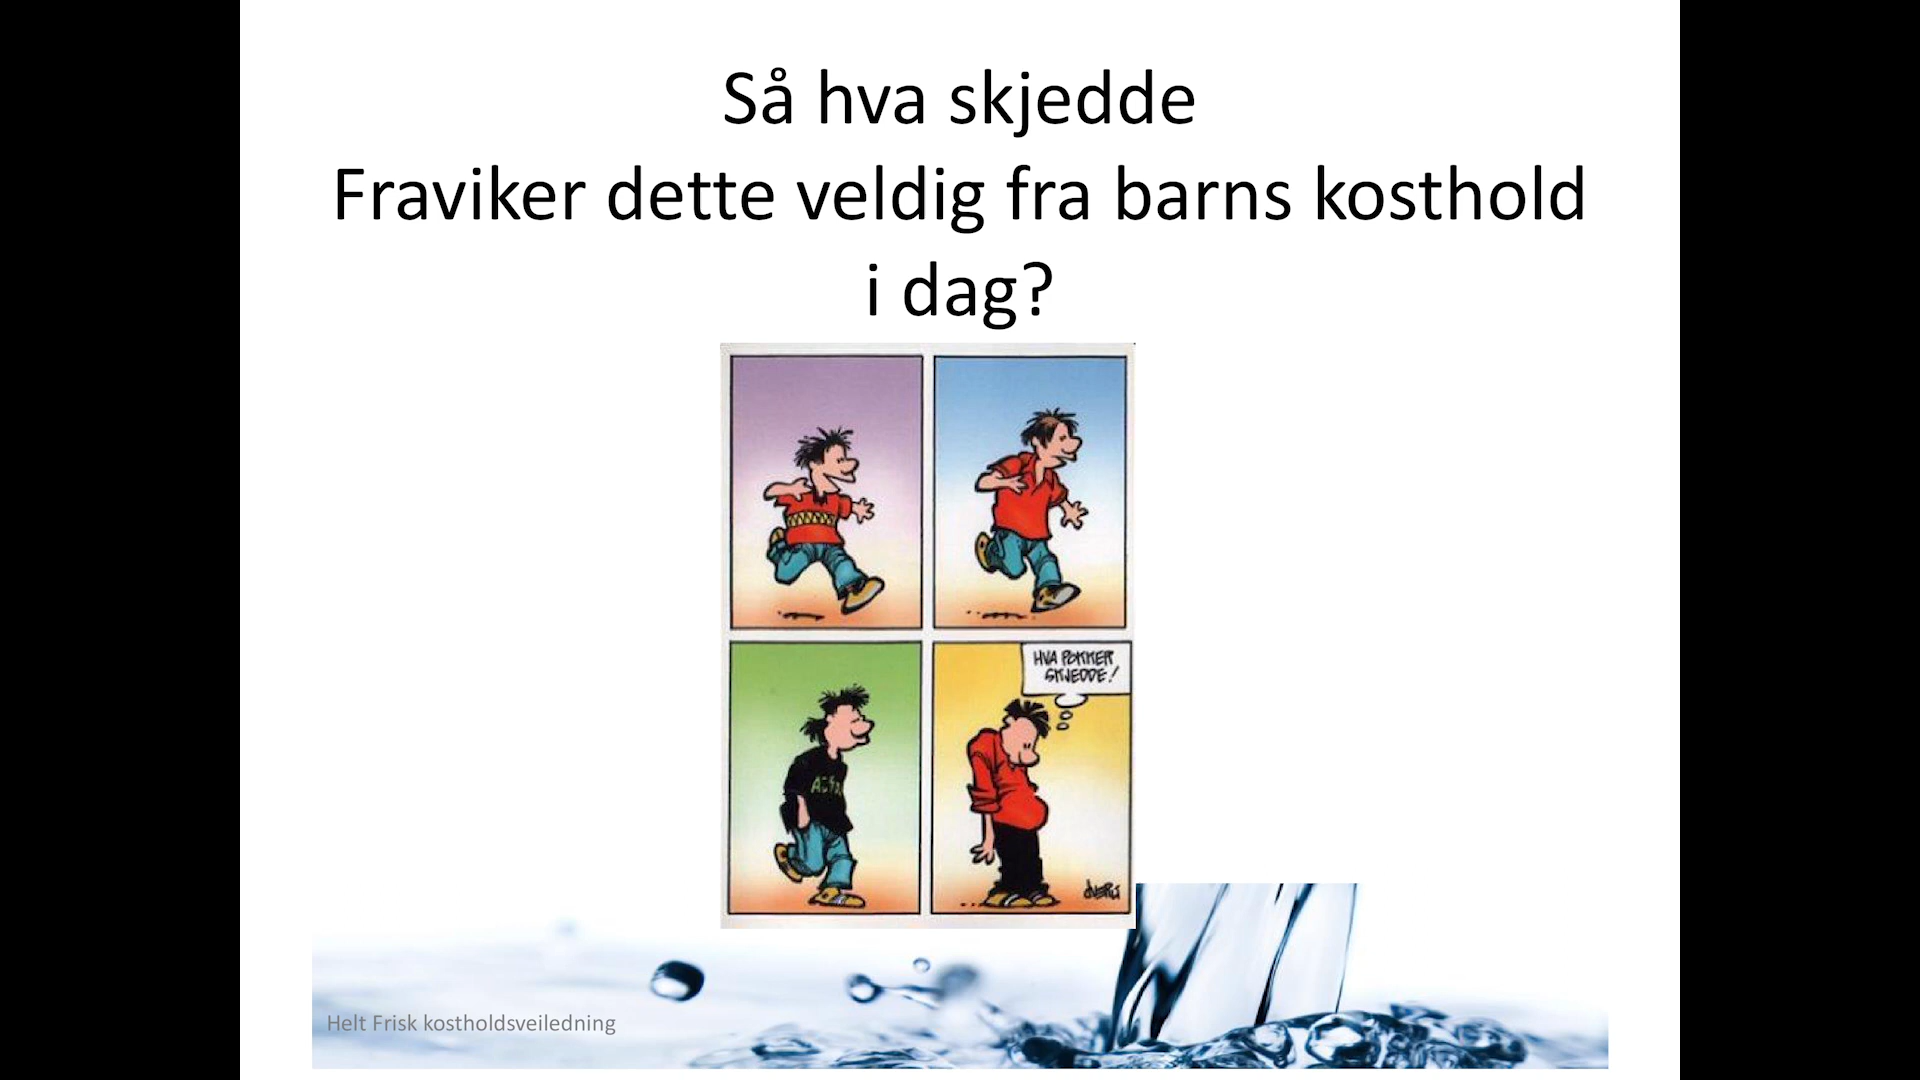 Så hva skjedde
Fraviker dette veldig fra barns kosthold
i dag?
HVA POKKER
SKJEDDE!
Helt Frisk kostholdsveiledning